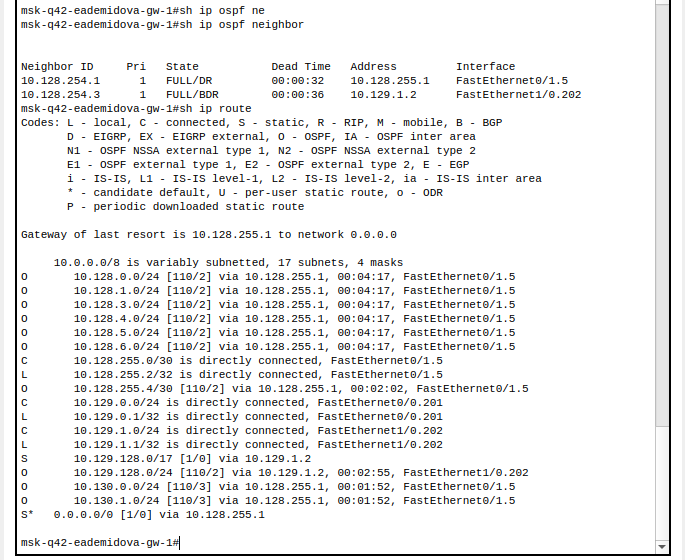 msk-q42-eademidova-gw-1#sh ip ospf ne
msk-q42-eademidova-gw-1#sh ip ospf neighbor
Neighbor ID     Pri   State           Dead Time   Address         Interface
10.128.254.1      1   FULL/DR         00:00:32    10.128.255.1    FastEthernet0/1.5
10.128.254.3      1   FULL/BDR        00:00:36    10.129.1.2      FastEthernet1/0.202
msk-q42-eademidova-gw-1#sh ip route
Codes: L - local, C - connected, S - static, R - RIP, M - mobile, B - BGP
       D - EIGRP, EX - EIGRP external, O - OSPF, IA - OSPF inter area
       N1 - OSPF NSSA external type 1, N2 - OSPF NSSA external type 2
       E1 - OSPF external type 1, E2 - OSPF external type 2, E - EGP
       i - IS-IS, L1 - IS-IS level-1, L2 - IS-IS level-2, ia - IS-IS inter area
       * - candidate default, U - per-user static route, o - ODR
       P - periodic downloaded static route
Gateway of last resort is 10.128.255.1 to network 0.0.0.0
     10.0.0.0/8 is variably subnetted, 17 subnets, 4 masks
O       10.128.0.0/24 [110/2] via 10.128.255.1, 00:04:17, FastEthernet0/1.5
O       10.128.1.0/24 [110/2] via 10.128.255.1, 00:04:17, FastEthernet0/1.5
O       10.128.3.0/24 [110/2] via 10.128.255.1, 00:04:17, FastEthernet0/1.5
O       10.128.4.0/24 [110/2] via 10.128.255.1, 00:04:17, FastEthernet0/1.5
O       10.128.5.0/24 [110/2] via 10.128.255.1, 00:04:17, FastEthernet0/1.5
O       10.128.6.0/24 [110/2] via 10.128.255.1, 00:04:17, FastEthernet0/1.5
C       10.128.255.0/30 is directly connected, FastEthernet0/1.5
L       10.128.255.2/32 is directly connected, FastEthernet0/1.5
O       10.128.255.4/30 [110/2] via 10.128.255.1, 00:02:02, FastEthernet0/1.5
C       10.129.0.0/24 is directly connected, FastEthernet0/0.201
L       10.129.0.1/32 is directly connected, FastEthernet0/0.201
C       10.129.1.0/24 is directly connected, FastEthernet1/0.202
L       10.129.1.1/32 is directly connected, FastEthernet1/0.202
S       10.129.128.0/17 [1/0] via 10.129.1.2
O       10.129.128.0/24 [110/2] via 10.129.1.2, 00:02:55, FastEthernet1/0.202
O       10.130.0.0/24 [110/3] via 10.128.255.1, 00:01:52, FastEthernet0/1.5
O       10.130.1.0/24 [110/3] via 10.128.255.1, 00:01:52, FastEthernet0/1.5
S*   0.0.0.0/0 [1/0] via 10.128.255.1
msk-q42-eademidova-gw-1#